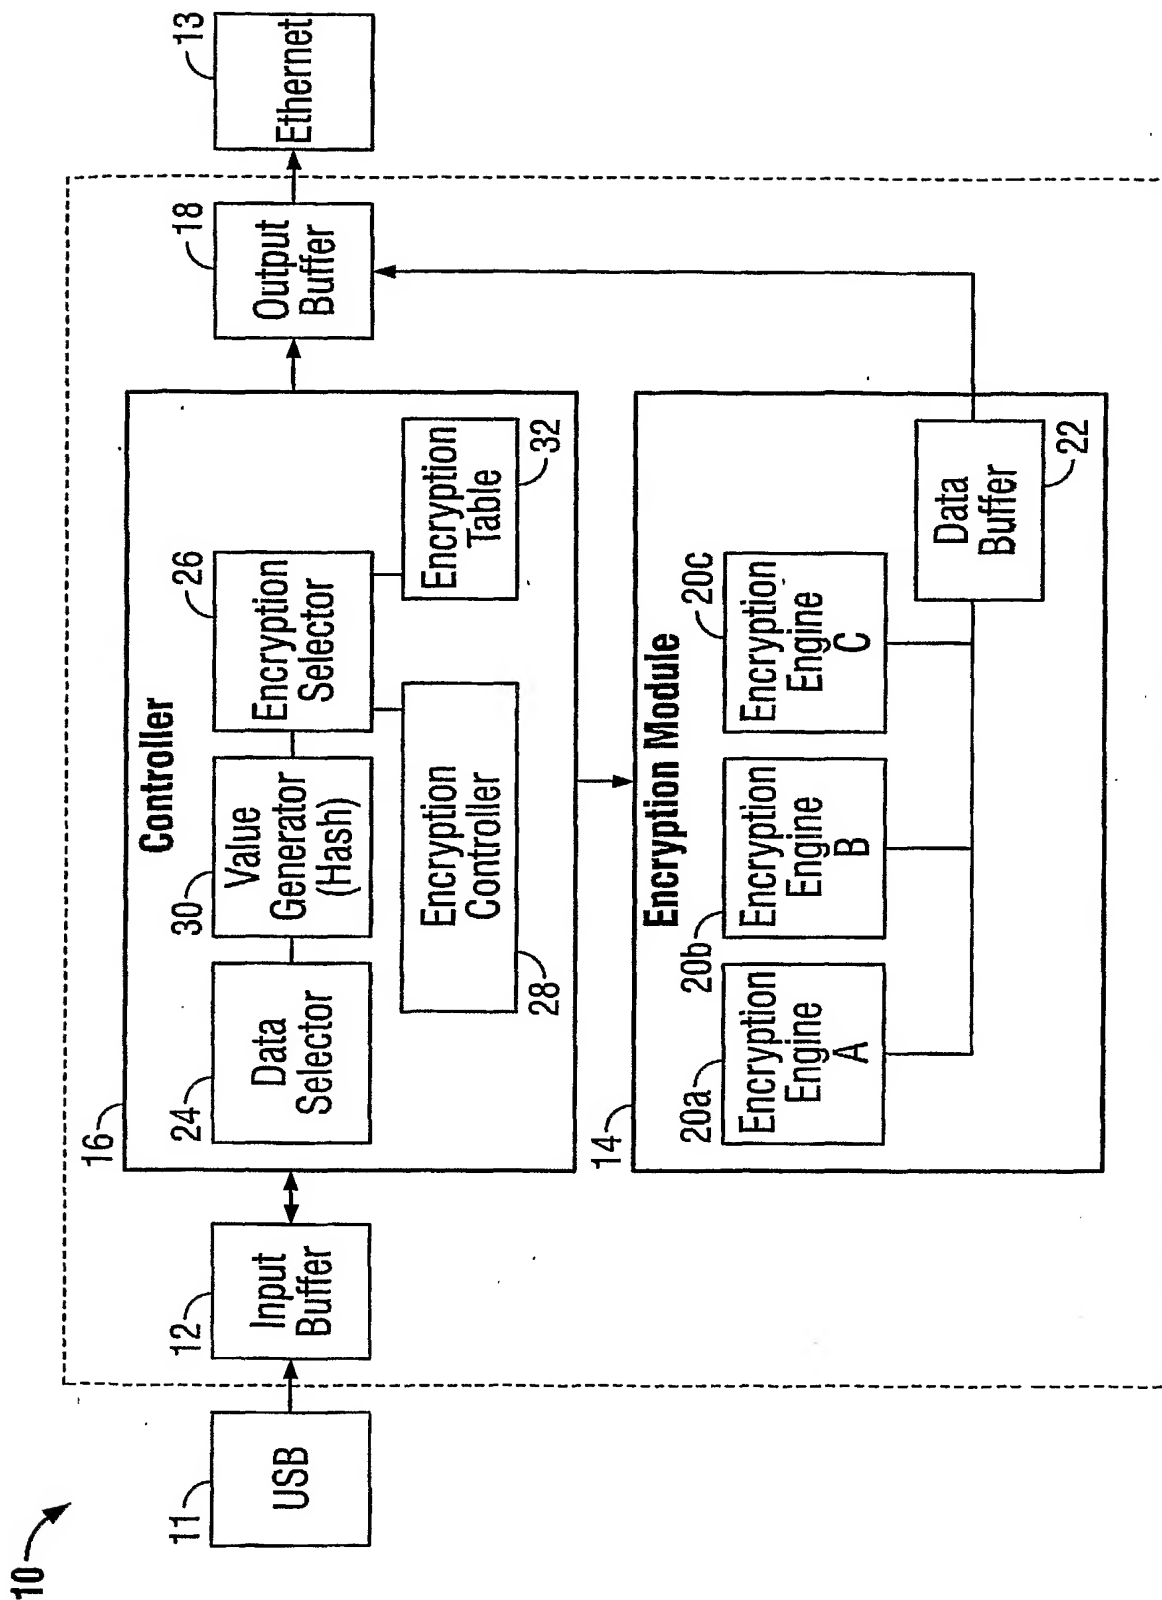 10
11
USB
12
Input
Buffer
16
Controller
24
Data
Selector
30
Value
Generator
(Hash)
26
Encryption
Selector
28
Encryption
Controller
Encryption
Table
32
18
Output
Buffer
13
Ethernet
14
Encryption Module
20a
Encryption
Engine
A
20b
Encryption
Engine
B
20c
Encryption
Engine
C
Data
Buffer
22